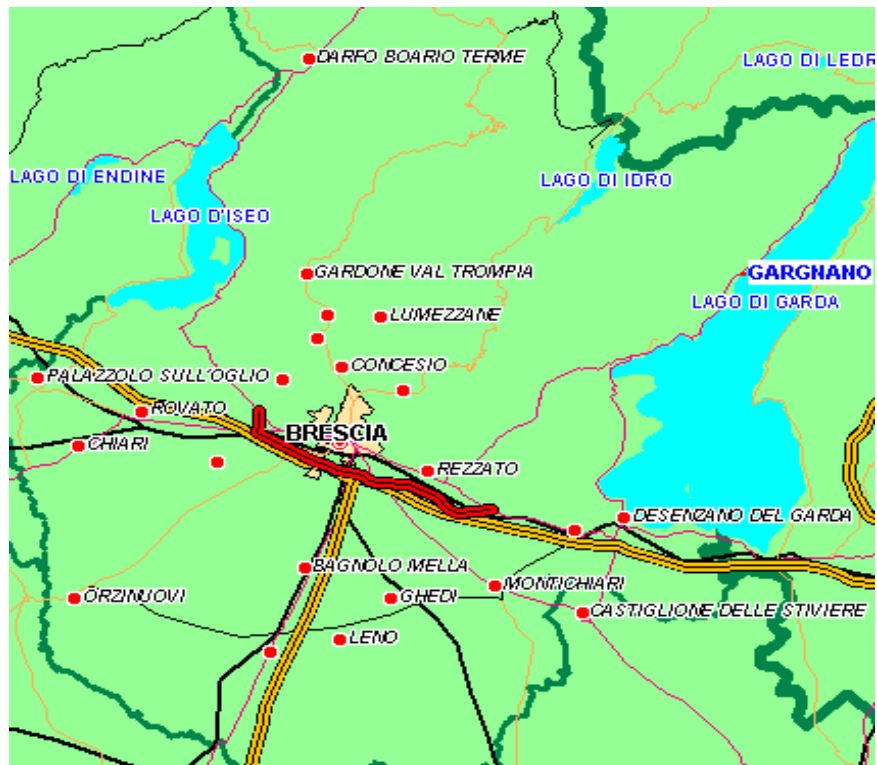 DARFO BOARIO TERME
LAGO DI LEDR
LAGO DI ENDINE
LAGO DI IDRO
LAGO D'ISEO
GARDONE VAL TROMPIA
GARGNANO
LAGO DI GARDA
LUMEZZANE
CONCESIO
PALAZZOLO SULL'OGLIO
ROVATO
BRESCIA
CHIARI
REZZATO
DESENZANO DEL GARDA
BAGNOLO MELLA
MONTICHIARI
ORZINUOVI
GHEDI
CASTIGLIONE DELLE STIVIERE
LENO